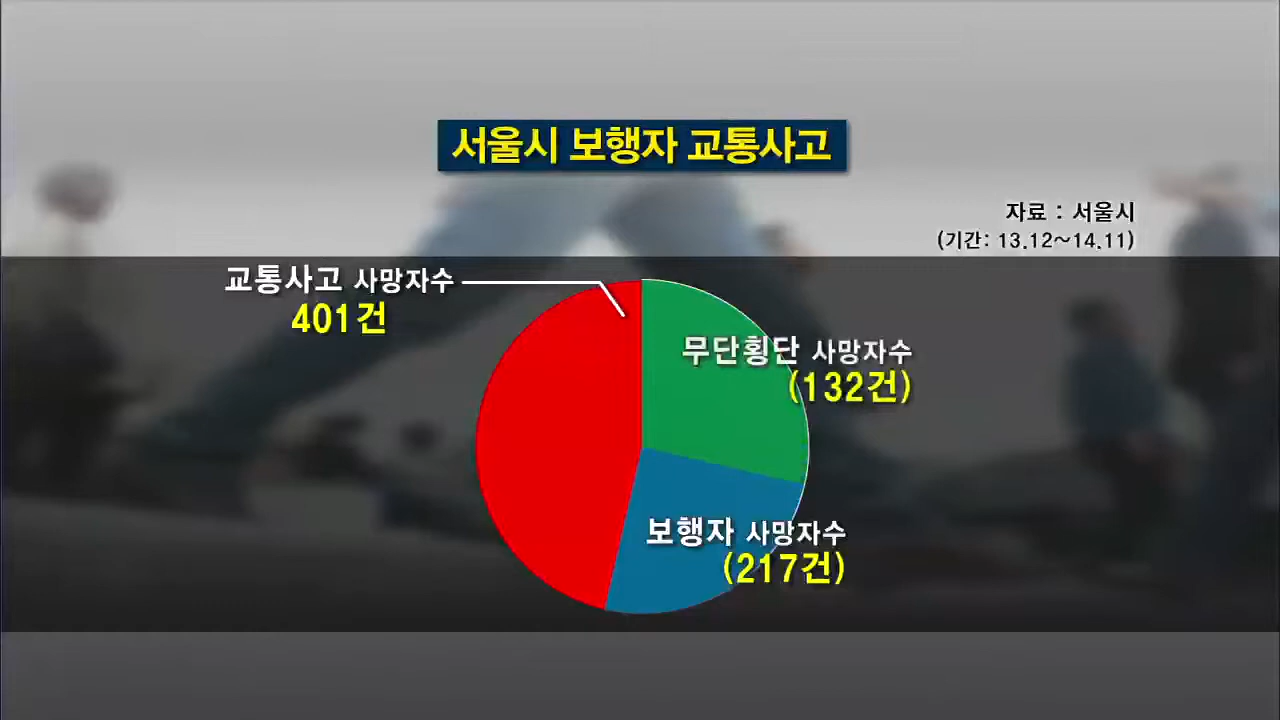 서울시 보행자 교통사고
자료 : 서울시
(기간: 13.12~14.11)
교통사고 사망자수
401건
무단횡단 사망자수
(132건)
보행자 사망자수
(217건)